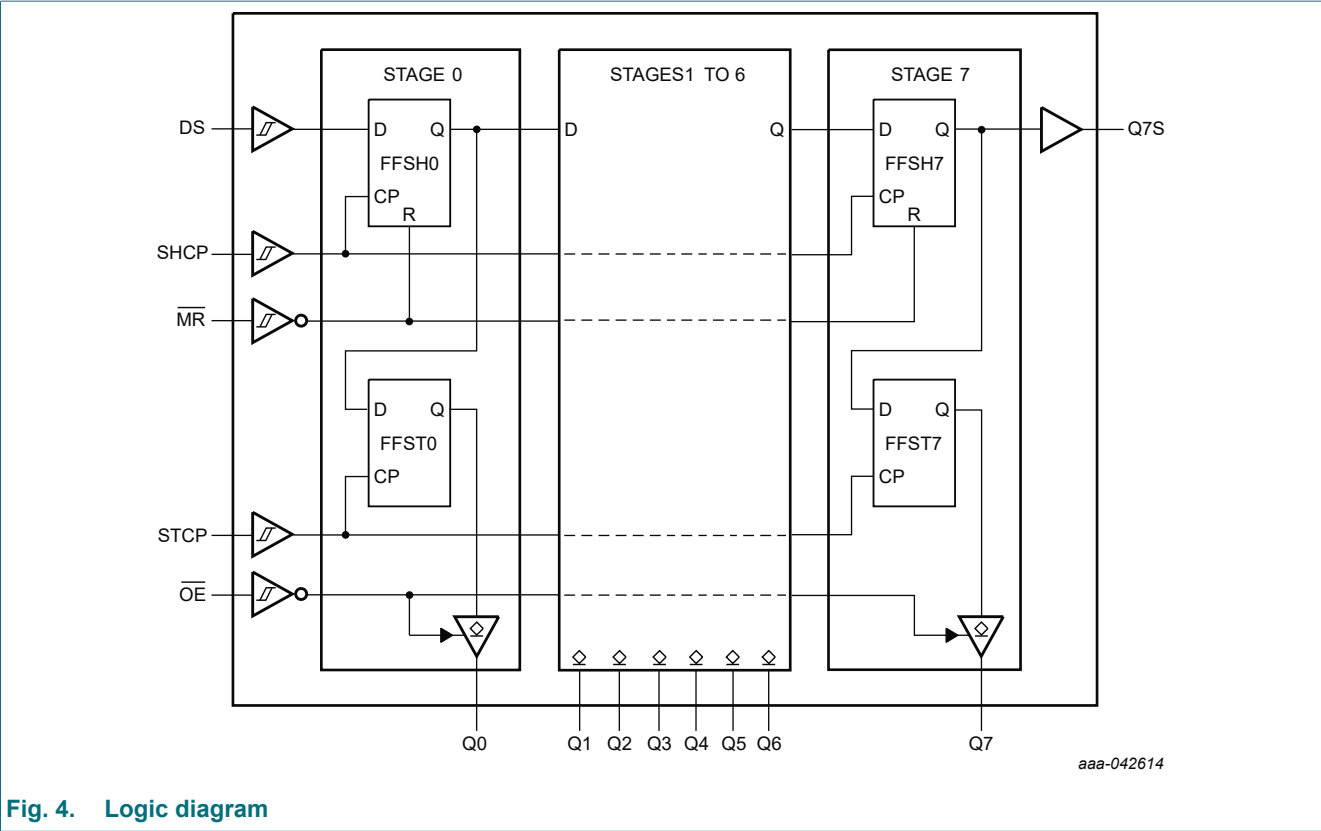 STAGE 0
STAGES1 TO 6
STAGE 7
DS
D
Q
D
Q
D
Q
Q7S
FFSH0
FFSH7
CP
CP
R
R
SHCP
MR
D
Q
D
Q
FFST0
FFST7
CP
CP
STCP
OE
Q0
Q1
Q2
Q3
Q4
Q5
Q6
Q7
aaa-042614
Fig. 4. Logic diagram